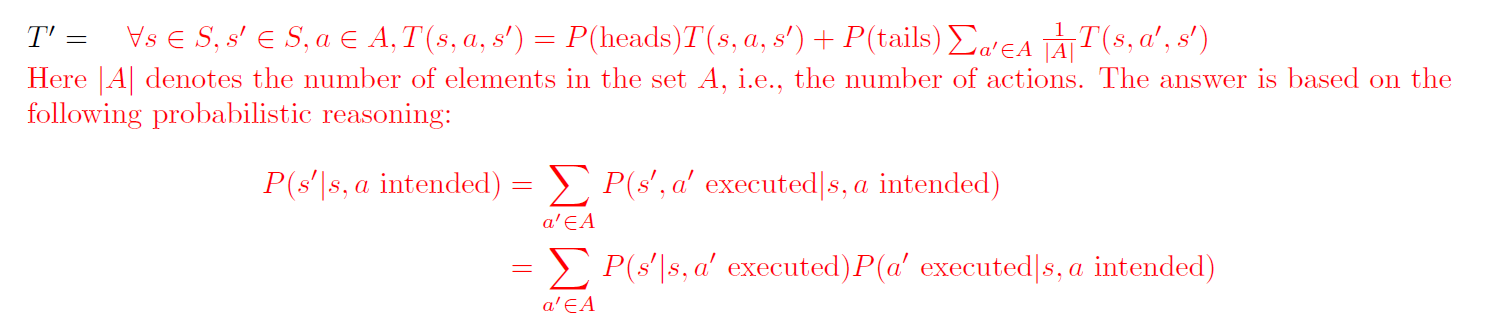 T′ = ∀s ∈ S, s′ ∈ S, a ∈ A, T(s, a, s′) = P(heads)T(s, a, s′) + P(tails) ∑_{a′∈A} \frac{1}{|A|} T(s, a′, s′)
Here |A| denotes the number of elements in the set A, i.e., the number of actions. The answer is based on the
following probabilistic reasoning:
P(s′|s, a intended) = ∑_{a′∈A} P(s′, a′ executed|s, a intended)
= ∑_{a′∈A} P(s′|s, a′ executed)P(a′ executed|s, a intended)